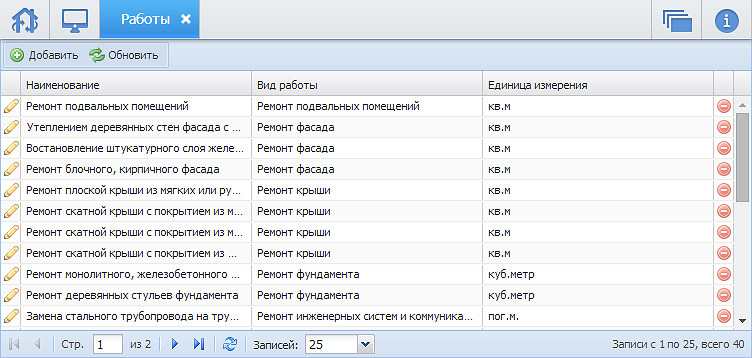 Работы
Добавить Обновить
Наименование Вид работы Единица измерения
Ремонт подвальных помещений Ремонт подвальных помещений кв.м
Утеплением деревянных стен фасада с ... Ремонт фасада кв.м
Востановление штукатурного слоя желе... Ремонт фасада кв.м
Ремонт блочного, кирпичного фасада Ремонт фасада кв.м
Ремонт плоской крыши из мягких или ру... Ремонт крыши кв.м
Ремонт скатной крыши с покрытием из м... Ремонт крыши кв.м
Ремонт скатной крыши с покрытием из м... Ремонт крыши кв.м
Ремонт скатной крыши с покрытием из ... Ремонт крыши кв.м
Ремонт монолитного, железобетонного ... Ремонт фундамента куб.метр
Ремонт деревянных стульев фундамента Ремонт фундамента куб.метр
Замена стального трубопровода на тру... Ремонт инженерных систем и коммуника... пог.м.
Стр. 1 из 2 Записей: 25 Записи с 1 по 25, всего 40